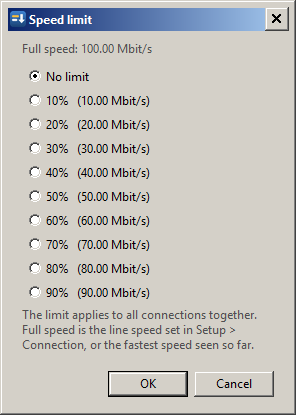 Speed limit
Full speed: 100.00 Mbit/s
No limit
10% (10.00 Mbit/s)
20% (20.00 Mbit/s)
30% (30.00 Mbit/s)
40% (40.00 Mbit/s)
50% (50.00 Mbit/s)
60% (60.00 Mbit/s)
70% (70.00 Mbit/s)
80% (80.00 Mbit/s)
90% (90.00 Mbit/s)
The limit applies to all connections together.
Full speed is the line speed set in Setup >
Connection, or the fastest speed seen so far.
OK Cancel